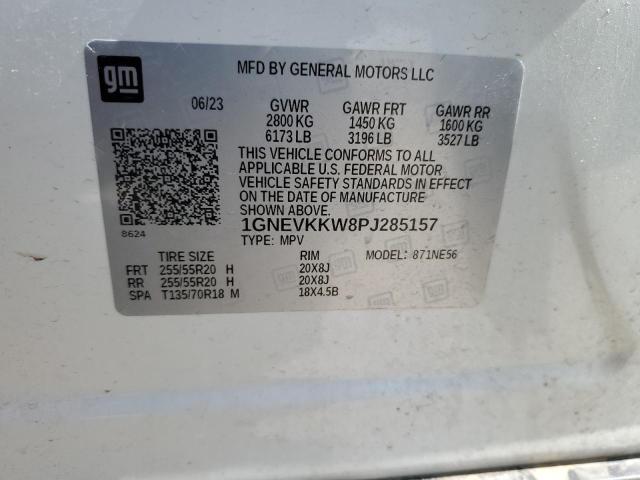 gm
MFD BY GENERAL MOTORS LLC
06/23 GVWR GAWR FRT GAWR RR
2800 KG 1450 KG 1600 KG
6173 LB 3196 LB 3527 LB
THIS VEHICLE CONFORMS TO ALL
APPLICABLE U.S. FEDERAL MOTOR
VEHICLE SAFETY STANDARDS IN EFFECT
ON THE DATE OF MANUFACTURE
SHOWN ABOVE.
8624
1GNEVKKW8PJ285157
TYPE: MPV MODEL: 871NE56
TIRE SIZE RIM
FRT 255/55R20 H 20X8J
RR 255/55R20 H 20X8J
SPA T135/70R18 M 18X4.5B